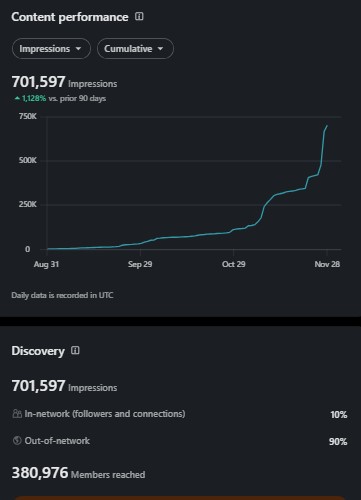 Content performance
Impressions Cumulative
701,597 Impressions
1,128% vs. prior 90 days
750K
500K
250K
0
Aug 31 Sep 29 Oct 29 Nov 28
Daily data is recorded in UTC
Discovery
701,597 Impressions
In-network (followers and connections) 10%
Out-of-network 90%
380,976 Members reached